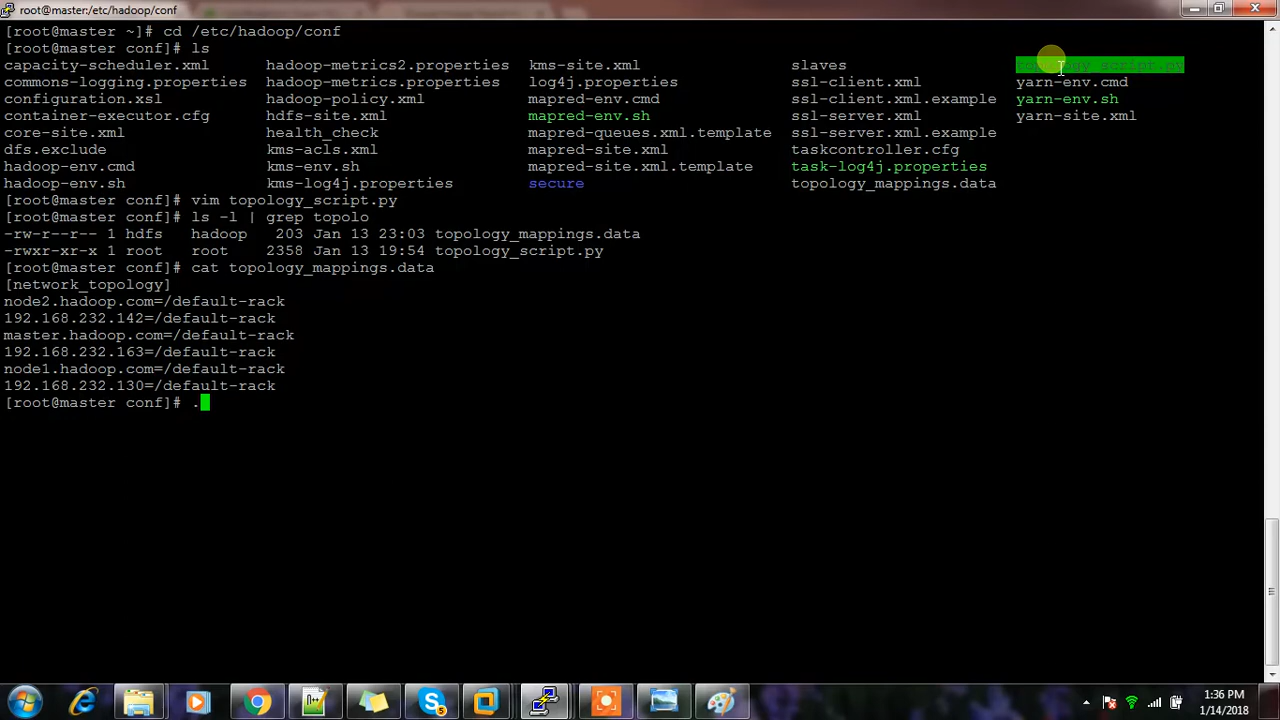 root@master:/etc/hadoop/conf
[root@master ~]# cd /etc/hadoop/conf
[root@master conf]# ls
capacity-scheduler.xml hadoop-metrics2.properties kms-site.xml slaves topology_script.py
commons-logging.properties hadoop-metrics.properties log4j.properties ssl-client.xml yarn-env.cmd
configuration.xsl hadoop-policy.xml mapred-env.cmd ssl-client.xml.example yarn-env.sh
container-executor.cfg hdfs-site.xml mapred-env.sh ssl-server.xml yarn-site.xml
core-site.xml health_check mapred-queues.xml.template ssl-server.xml.example
dfs.exclude kms-acls.xml mapred-site.xml taskcontroller.cfg
hadoop-env.cmd kms-env.sh mapred-site.xml.template task-log4j.properties
hadoop-env.sh kms-log4j.properties secure topology_mappings.data
[root@master conf]# vim topology_script.py
[root@master conf]# ls -l | grep topolo
-rw-r--r-- 1 hdfs hadoop 203 Jan 13 23:03 topology_mappings.data
-rwxr-xr-x 1 root root 2358 Jan 13 19:54 topology_script.py
[root@master conf]# cat topology_mappings.data
[network_topology]
node2.hadoop.com=/default-rack
192.168.232.142=/default-rack
master.hadoop.com=/default-rack
192.168.232.163=/default-rack
node1.hadoop.com=/default-rack
192.168.232.130=/default-rack
[root@master conf]# .
5
1:36 PM
1/14/2018